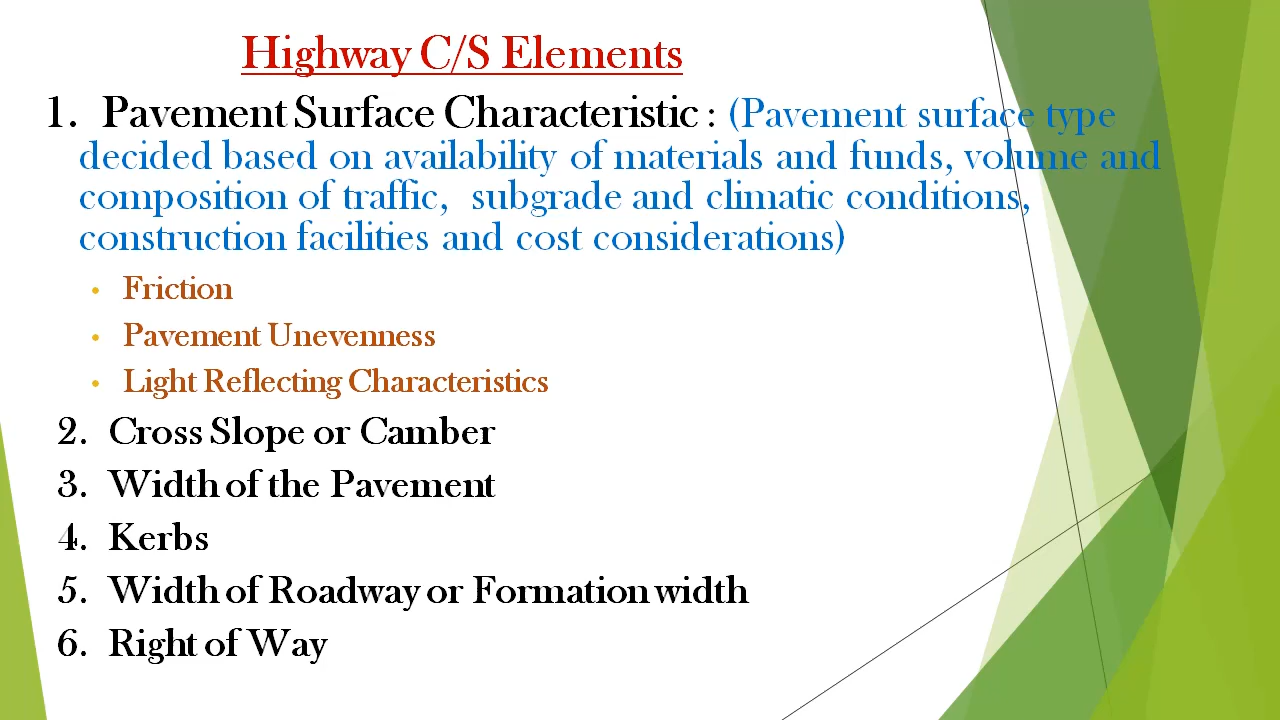 Highway C/S Elements
1. Pavement Surface Characteristic : (Pavement surface type
decided based on availability of materials and funds, volume and
composition of traffic, subgrade and climatic conditions,
construction facilities and cost considerations)
• Friction
• Pavement Unevenness
• Light Reflecting Characteristics
2. Cross Slope or Camber
3. Width of the Pavement
4. Kerbs
5. Width of Roadway or Formation width
6. Right of Way